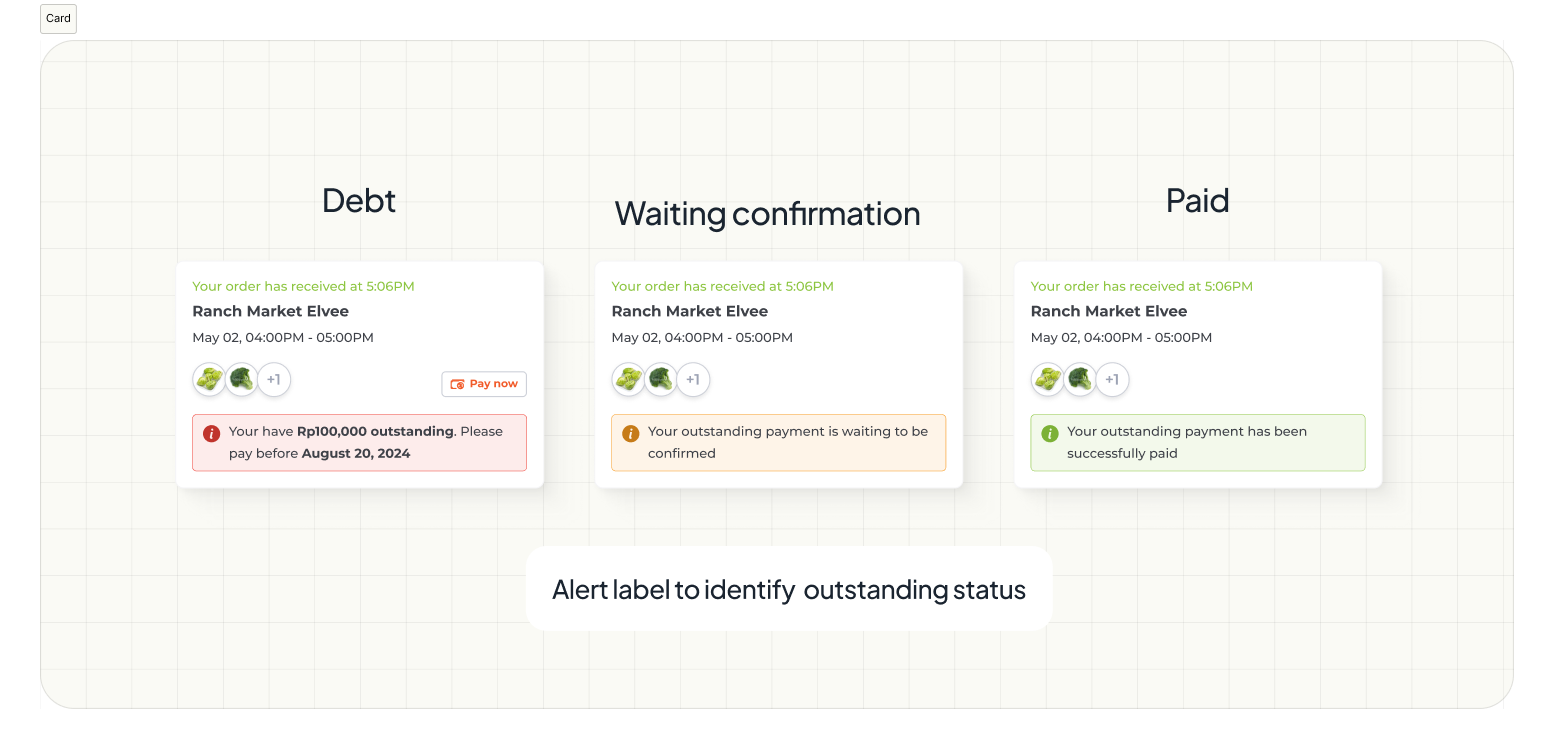 Card
Debt
Waiting confirmation
Paid
Your order has received at 5:06PM
Ranch Market Elvee
May 02, 04:00PM - 05:00PM
+1
Pay now
Your have Rp100,000 outstanding. Please
pay before August 20, 2024
Your order has received at 5:06PM
Ranch Market Elvee
May 02, 04:00PM - 05:00PM
+1
Your outstanding payment is waiting to be
confirmed
Your order has received at 5:06PM
Ranch Market Elvee
May 02, 04:00PM - 05:00PM
+1
Your outstanding payment has been
successfully paid
Alert label to identify outstanding status